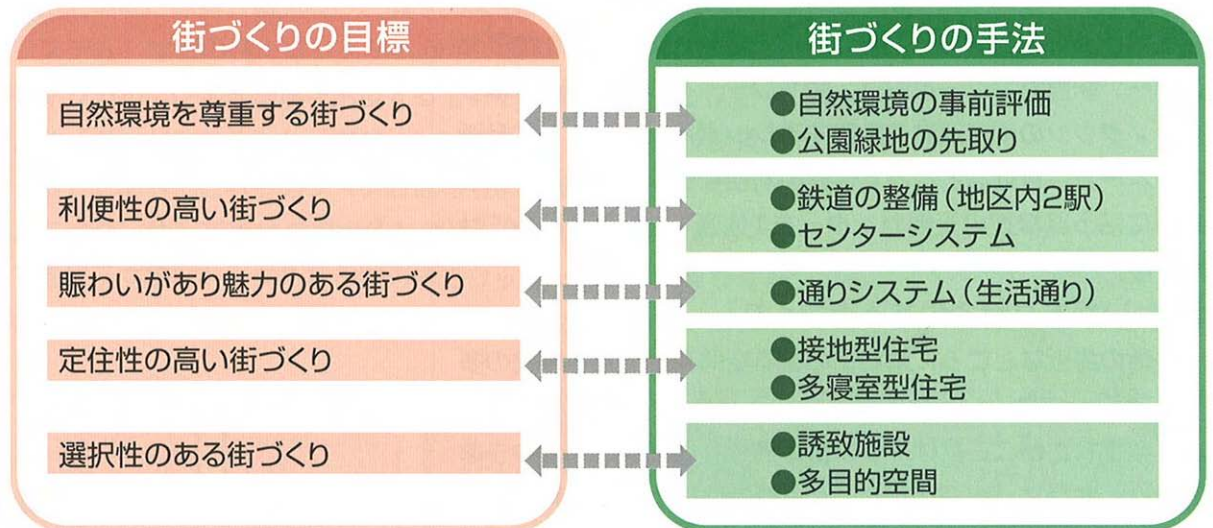 街づくりの目標
自然環境を尊重する街づくり
利便性の高い街づくり
賑わいがあり魅力のある街づくり
定住性の高い街づくり
選択性のある街づくり
街づくりの手法
●自然環境の事前評価
●公園緑地の先取り
●鉄道の整備（地区内2駅）
●センターシステム
●通りシステム（生活通り）
●接地型住宅
●多寝室型住宅
●誘致施設
●多目的空間